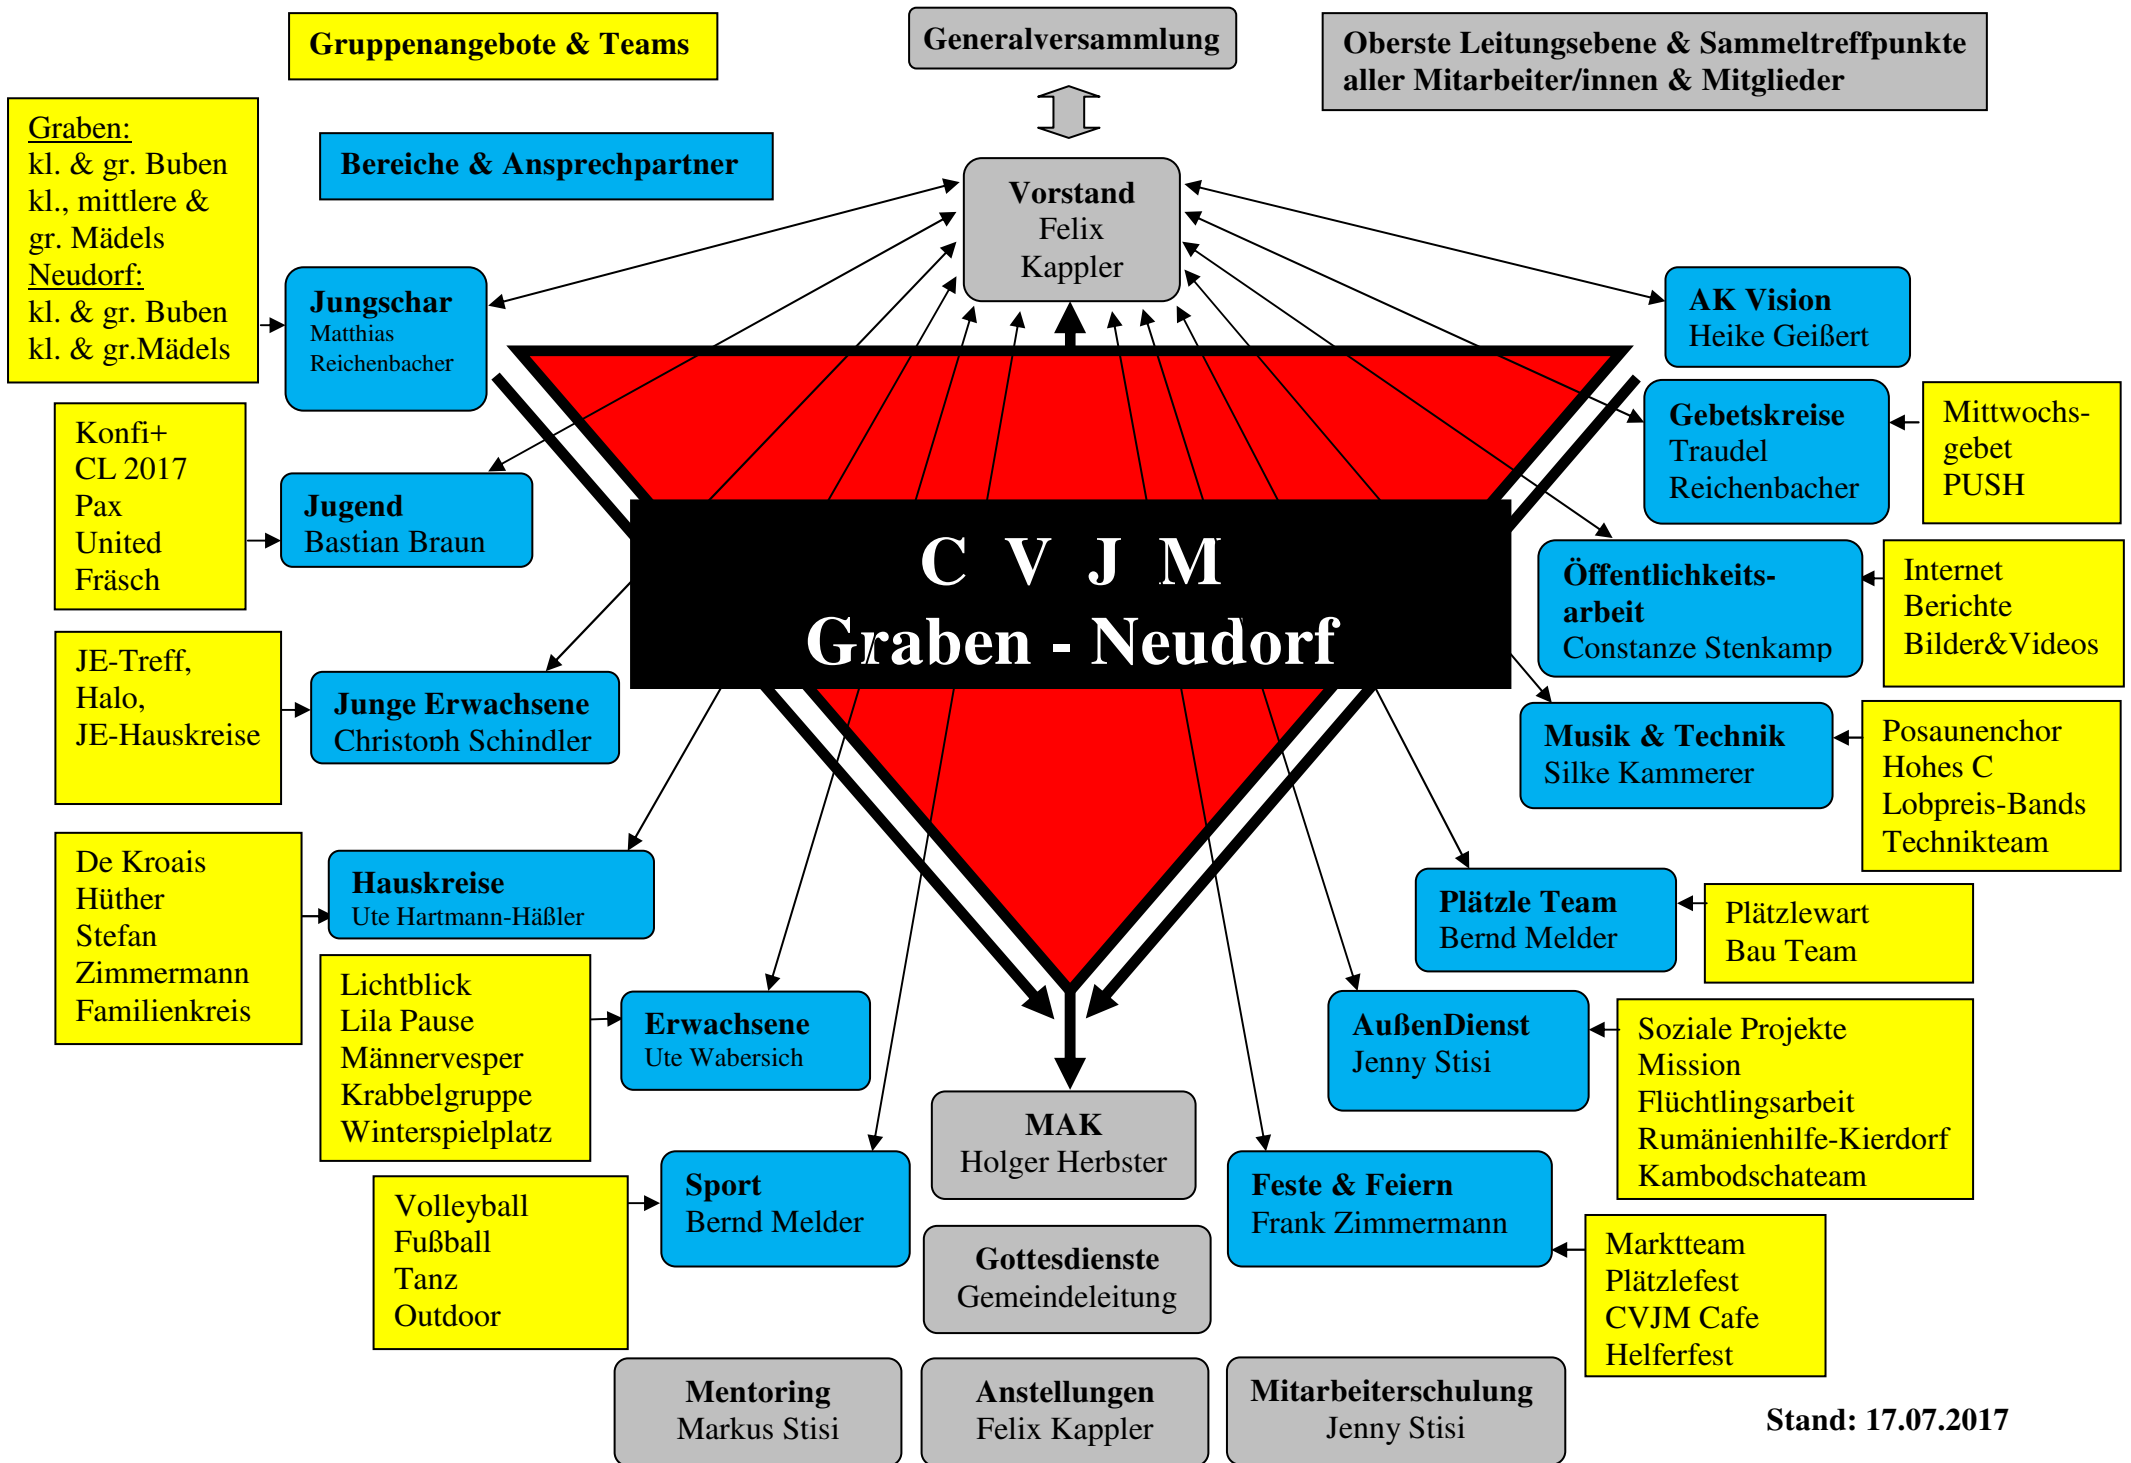 Gruppenangebote & Teams
Generalversammlung
Oberste Leitungsebene & Sammeltreffpunkte
aller Mitarbeiter/innen & Mitglieder
Bereiche & Ansprechpartner
Vorstand
Felix
Kappler
Graben:
kl. & gr. Buben
kl., mittlere &
gr. Mädels
Neudorf:
kl. & gr. Buben
kl. & gr.Mädels
Jungschar
Matthias
Reichenbacher
Konfi+
CL 2017
Pax
United
Fräsch
Jugend
Bastian Braun
JE-Treff,
Halo,
JE-Hauskreise
Junge Erwachsene
Christoph Schindler
De Kroais
Hüther
Stefan
Zimmermann
Familienkreis
Hauskreise
Ute Hartmann-Häßler
Lichtblick
Lila Pause
Männervesper
Krabbelgruppe
Winterspielplatz
Erwachsene
Ute Wabersich
Volleyball
Fußball
Tanz
Outdoor
Sport
Bernd Melder
C V J M
Graben - Neudorf
AK Vision
Heike Geißert
Gebetskreise
Traudel
Reichenbacher
Mittwochs-
gebet
PUSH
Öffentlichkeits-
arbeit
Constanze Stenkamp
Internet
Berichte
Bilder&Videos
Musik & Technik
Silke Kammerer
Posaunenchor
Hohes C
Lobpreis-Bands
Technikteam
Plätzle Team
Bernd Melder
Plätzlewart
Bau Team
AußenDienst
Jenny Stisi
Soziale Projekte
Mission
Flüchtlingsarbeit
Rumänienhilfe-Kierdorf
Kambodschateam
Feste & Feiern
Frank Zimmermann
Marktteam
Plätzlefest
CVJM Cafe
Helferfest
MAK
Holger Herbster
Gottesdienste
Gemeindeleitung
Mentoring
Markus Stisi
Anstellungen
Felix Kappler
Mitarbeiterschulung
Jenny Stisi
Stand: 17.07.2017